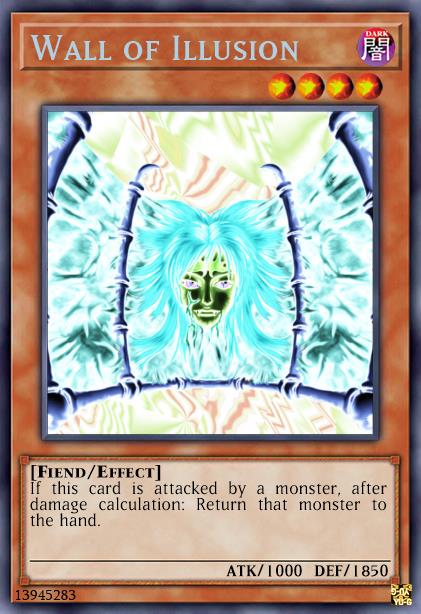 WALL OF ILLUSION
DARK
闇
[FIEND/EFFECT]
If this card is attacked by a monster, after
damage calculation: Return that monster to
the hand.
ATK/1000 DEF/1850
13945283